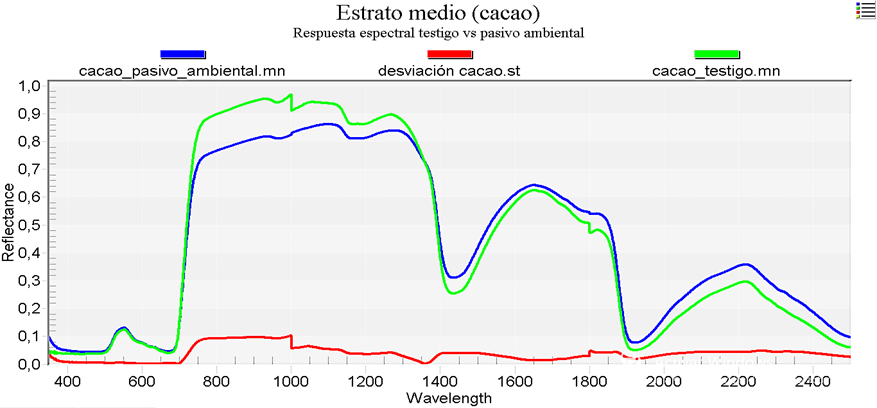 Estrato medio (cacao)
Respuesta espectral testigo vs pasivo ambiental
cacao_pasivo_ambiental.mn desviación cacao.st cacao_testigo.mn
1,0
0,9
0,8
0,7
0,6
0,5
0,4
0,3
0,2
0,1
0,0
Reflectance
400 600 800 1000 1200 1400 1600 1800 2000 2200 2400
Wavelength